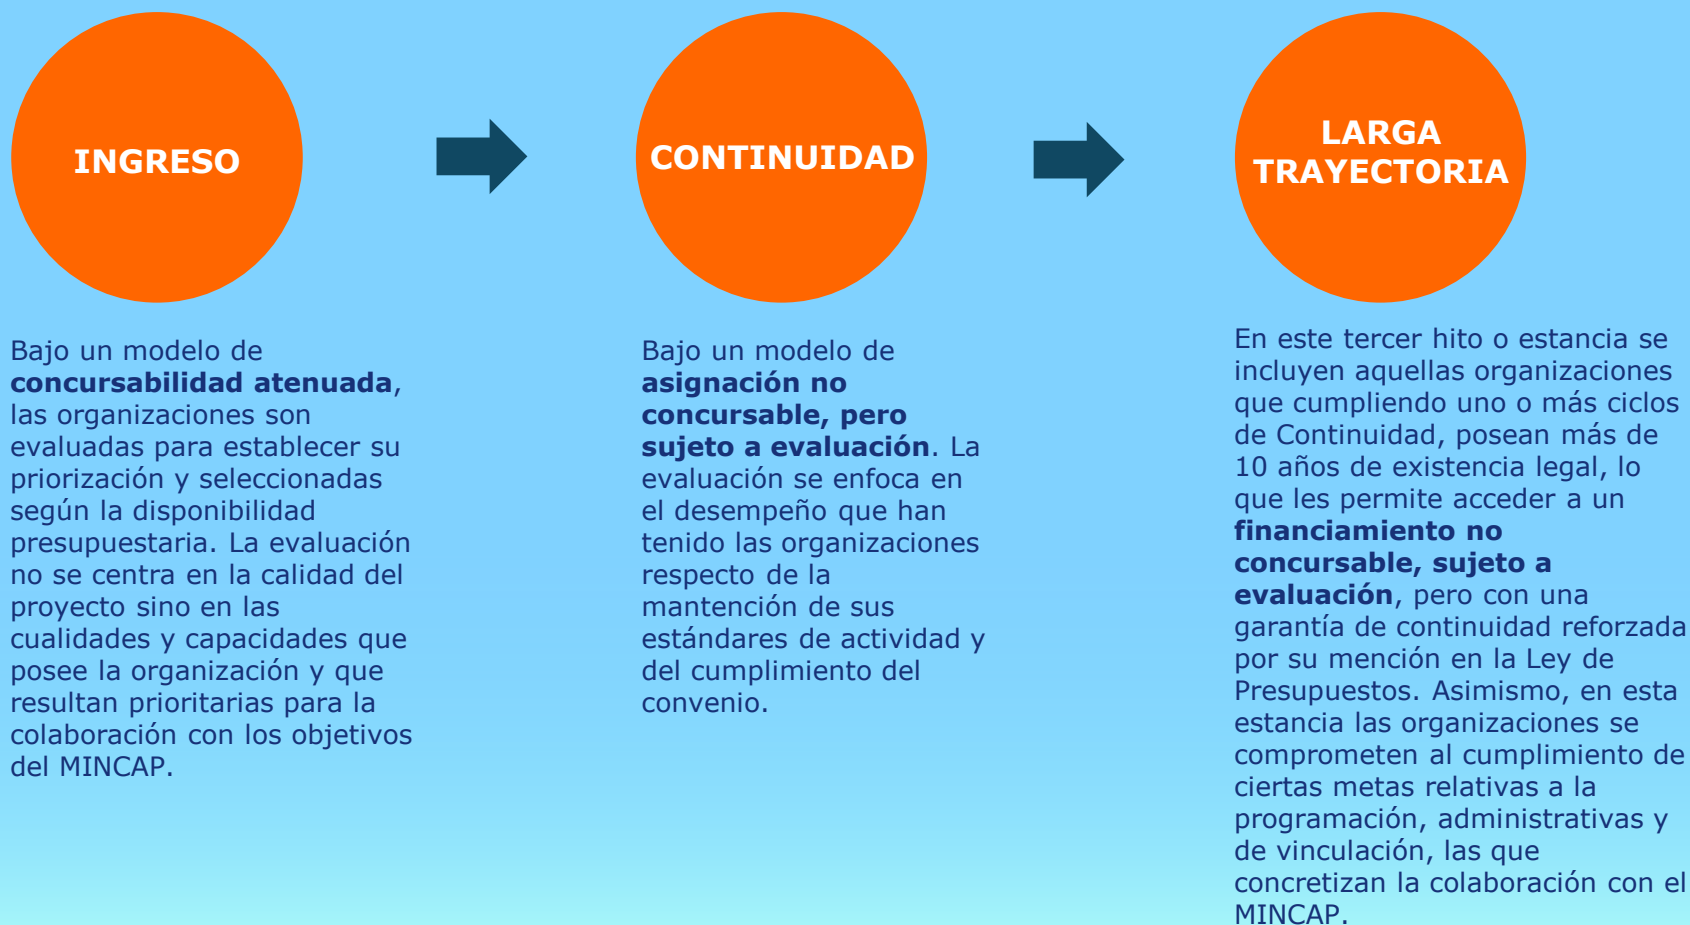 INGRESO
Bajo un modelo de
concursabilidad atenuada,
las organizaciones son
evaluadas para establecer su
priorización y seleccionadas
según la disponibilidad
presupuestaria. La evaluación
no se centra en la calidad del
proyecto sino en las
cualidades y capacidades que
posee la organización y que
resultan prioritarias para la
colaboración con los objetivos
del MINCAP.
CONTINUIDAD
Bajo un modelo de
asignación no
concursable, pero
sujeto a evaluación. La
evaluación se enfoca en
el desempeño que han
tenido las organizaciones
respecto de la
mantención de sus
estándares de actividad y
del cumplimiento del
convenio.
LARGA
TRAYECTORIA
En este tercer hito o estancia se
incluyen aquellas organizaciones
que cumpliendo uno o más ciclos
de Continuidad, posean más de
10 años de existencia legal, lo
que les permite acceder a un
financiamiento no
concursable, sujeto a
evaluación, pero con una
garantía de continuidad reforzada
por su mención en la Ley de
Presupuestos. Asimismo, en esta
estancia las organizaciones se
comprometen al cumplimiento de
ciertas metas relativas a la
programación, administrativas y
de vinculación, las que
concretizan la colaboración con el
MINCAP.